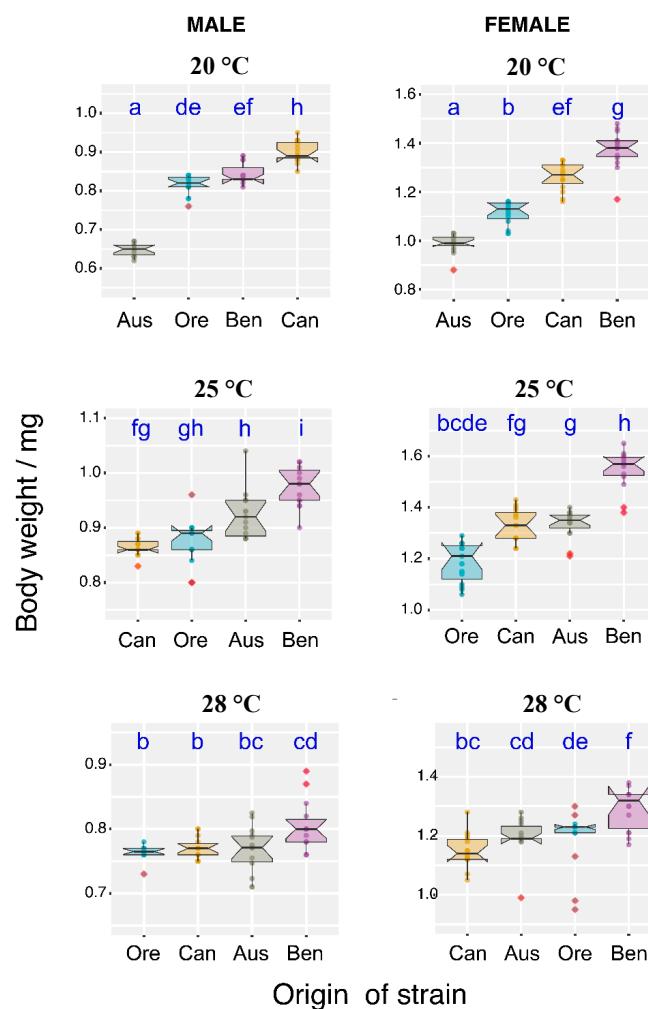 MALE FEMALE
20 °C 20 °C
a de ef h a b ef g
1.0 0.9 0.8 0.6
1.6 1.4 1.2 1.0 0.8
Aus Ore Ben Can Aus Ore Can Ben
25 °C 25 °C
fg gh h i bcde fg g h
1.1 1.0 0.9 0.8
1.6 1.4 1.2 1.0
Can Ore Aus Ben Ore Can Aus Ben
28 °C 28 °C
b b bc cd bc cd de f
0.9 0.8 0.7
1.4 1.2 1.0
Ore Can Aus Ben Can Aus Ore Ben
Body weight / mg
Origin of strain